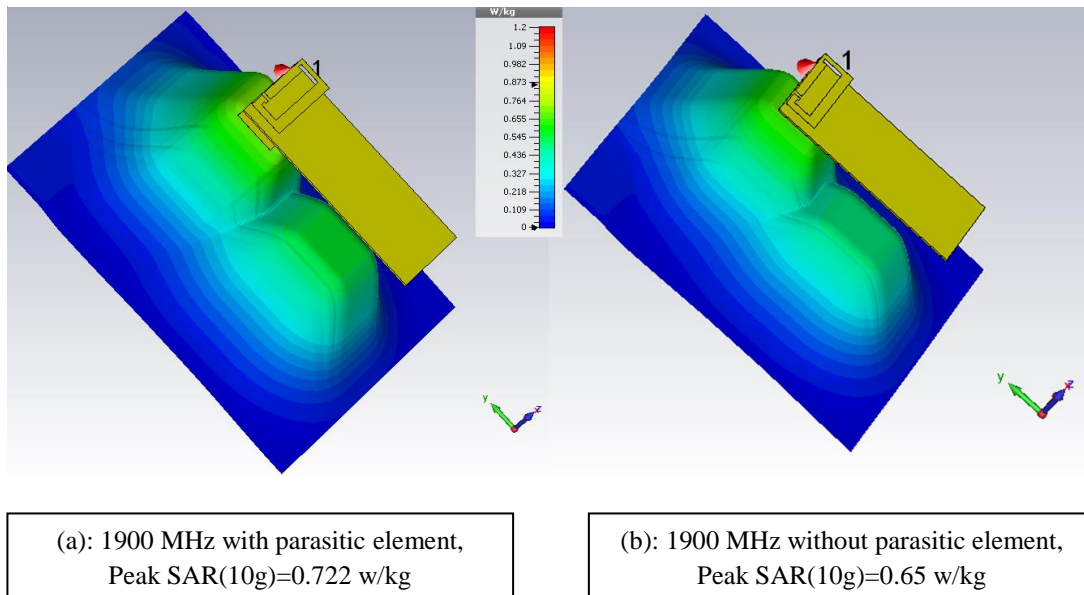 W/kg
1.2
1.09
0.982
0.873
0.764
0.655
0.545
0.436
0.327
0.218
0.109
0
1
1
y
z
y
x
z
(a): 1900 MHz with parasitic element,
Peak SAR(10g)=0.722 w/kg
(b): 1900 MHz without parasitic element,
Peak SAR(10g)=0.65 w/kg